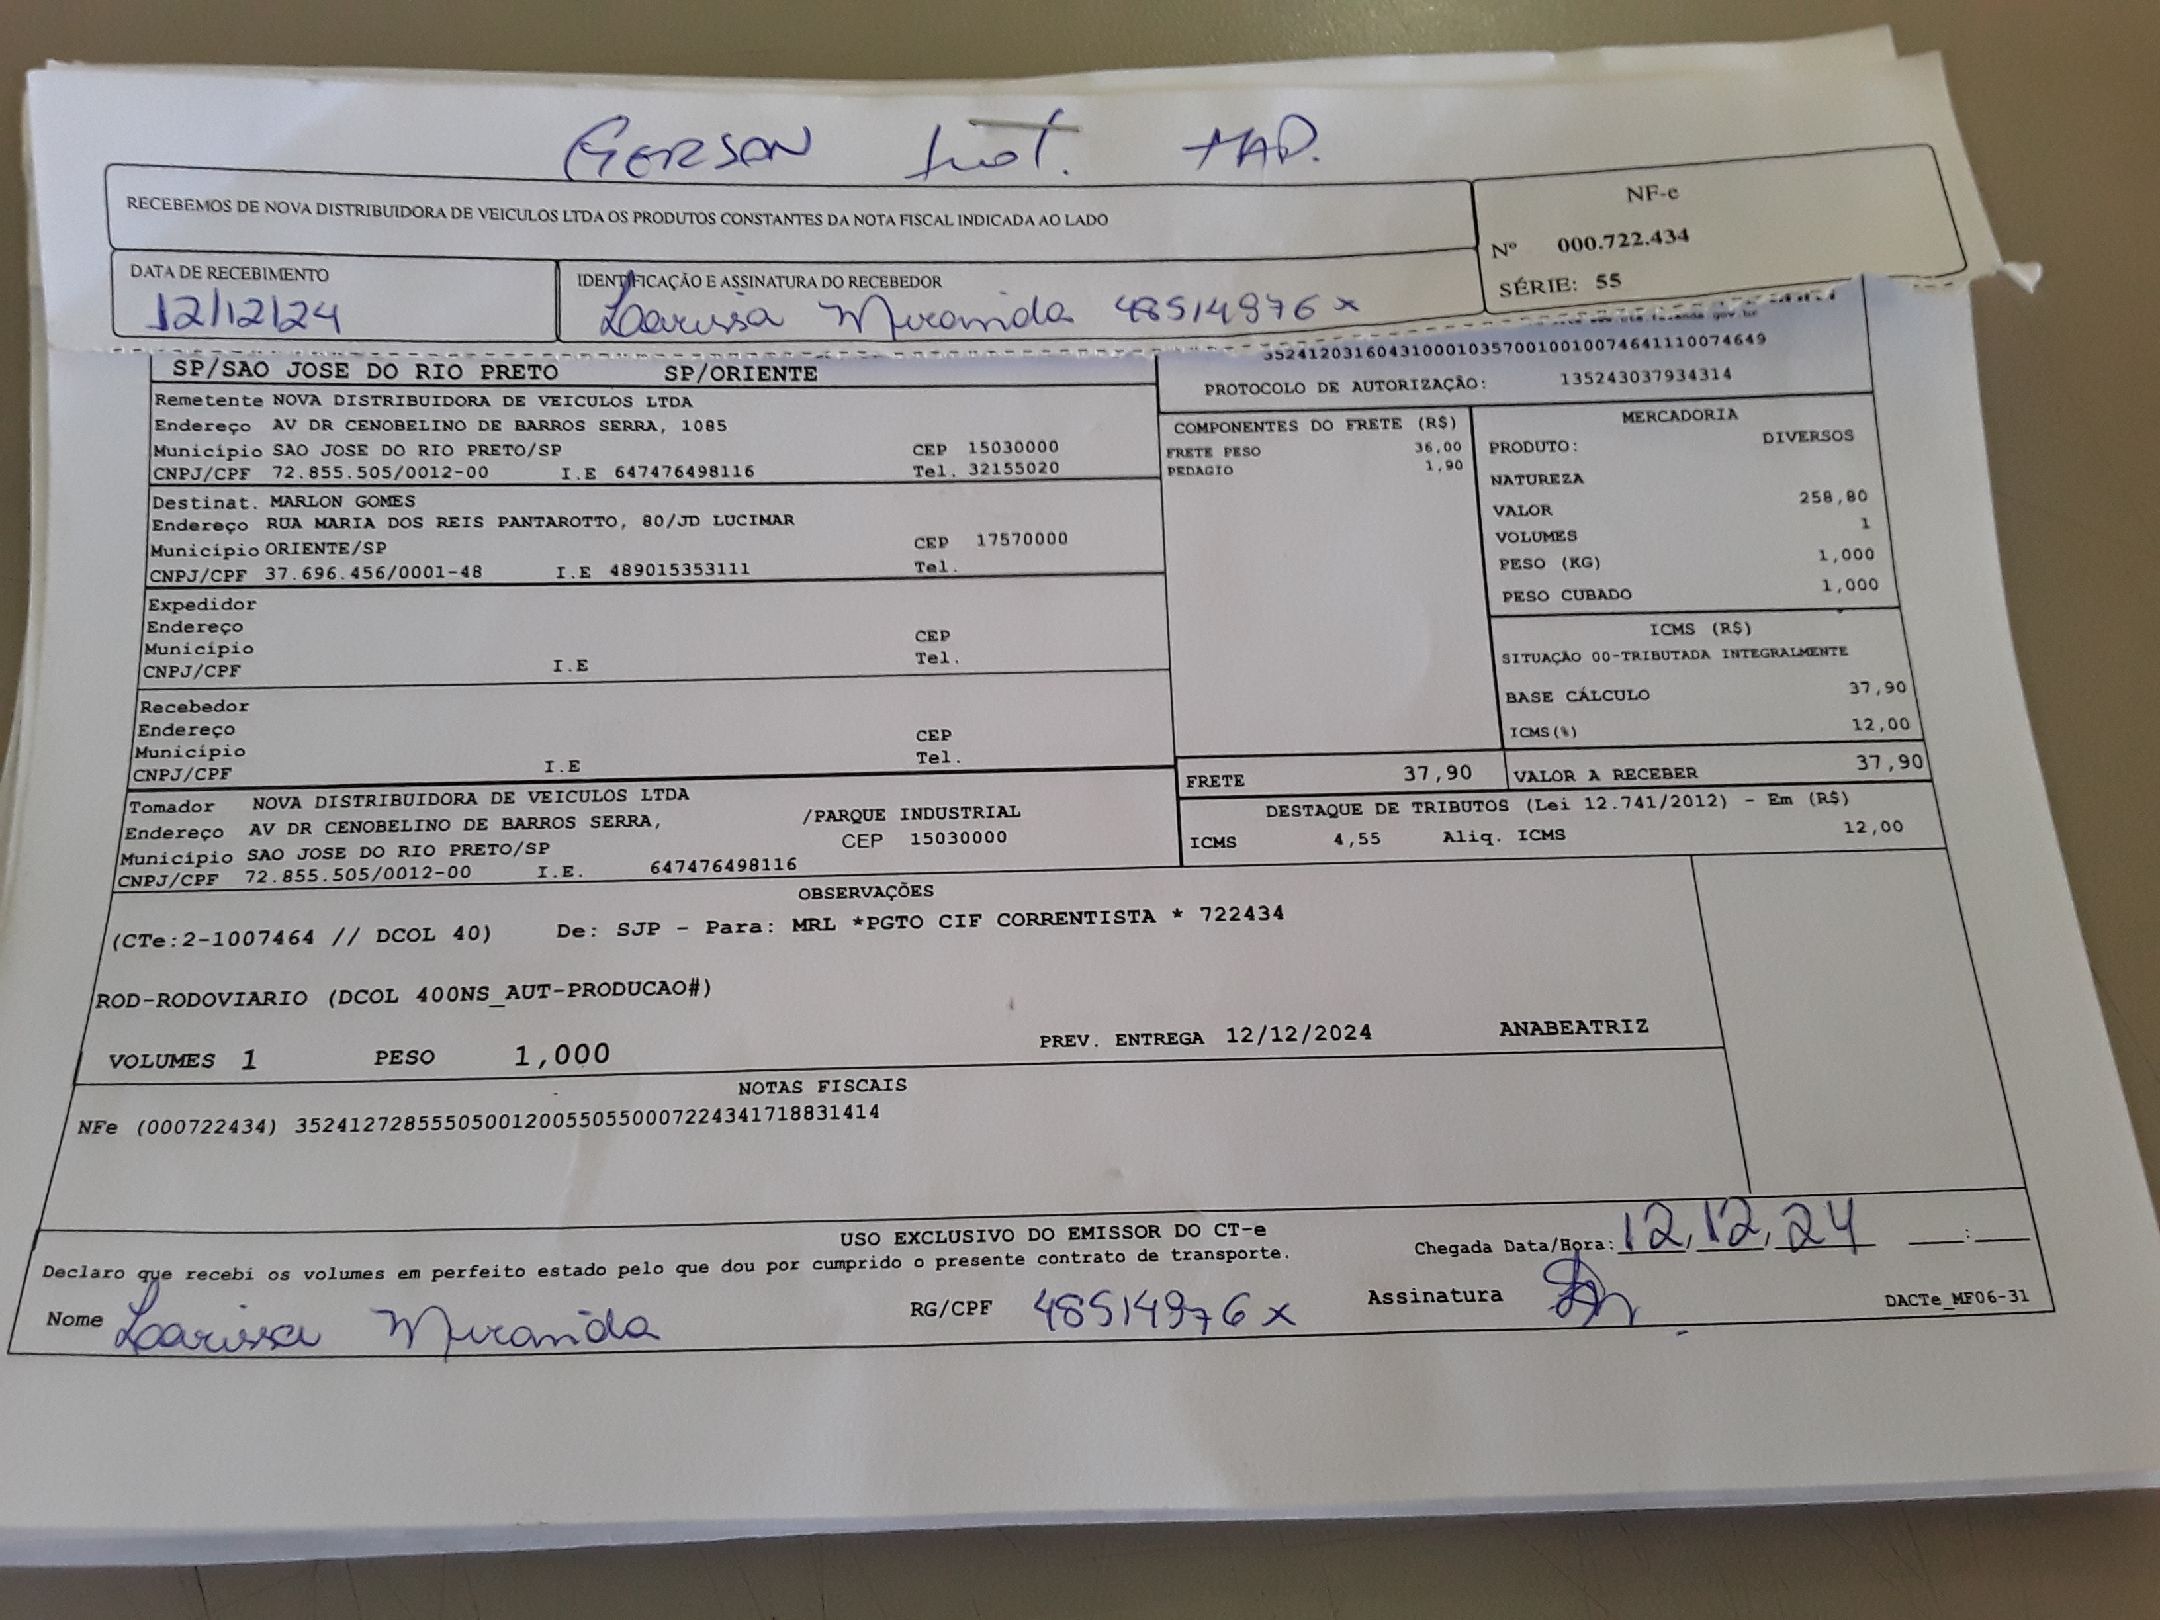 GERSON
RECEBEMOS DE NOVA DISTRIBUIDORA DE VEICULOS LTDA OS PRODUTOS CONSTANTES DA NOTA FISCAL INDICADA AO LADO
NF-e
Nº 000.722.434
SÉRIE: 55
DATA DE RECEBIMENTO
12/12/24
IDENTIFICAÇÃO E ASSINATURA DO RECEBEDOR
Larissa Miranda 48514976x
35241203160431000103570010010074641110074649
PROTOCOLO DE AUTORIZAÇÃO: 135243037934314
SP/SAO JOSE DO RIO PRETO SP/ORIENTE
Remetente NOVA DISTRIBUIDORA DE VEICULOS LTDA
Endereço AV DR CENOBELINO DE BARROS SERRA, 1085
Município SAO JOSE DO RIO PRETO/SP CEP 15030000
CNPJ/CPF 72.855.505/0012-00 I.E 647476498116 Tel. 32155020
Destinat. MARLON GOMES
Endereço RUA MARIA DOS REIS PANTAROTTO, 80/JD LUCIMAR
Município ORIENTE/SP CEP 17570000
CNPJ/CPF 37.696.456/0001-48 I.E 489015353111 Tel.
Expedidor
Endereço
Município CEP
CNPJ/CPF I.E Tel.
Recebedor
Endereço
Município CEP
CNPJ/CPF I.E Tel.
Tomador NOVA DISTRIBUIDORA DE VEICULOS LTDA
Endereço AV DR CENOBELINO DE BARROS SERRA, /PARQUE INDUSTRIAL
Município SAO JOSE DO RIO PRETO/SP CEP 15030000
CNPJ/CPF 72.855.505/0012-00 I.E. 647476498116
COMPONENTES DO FRETE (R$)
FRETE PESO 36,00
PEDAGIO 1,90
MERCADORIA
PRODUTO: DIVERSOS
NATUREZA
VALOR 258,80
VOLUMES 1
PESO (KG) 1,000
PESO CUBADO 1,000
ICMS (R$)
SITUAÇÃO 00-TRIBUTADA INTEGRALMENTE
BASE CÁLCULO 37,90
ICMS(%) 12,00
FRETE 37,90 VALOR A RECEBER 37,90
DESTAQUE DE TRIBUTOS (Lei 12.741/2012) - Em (R$)
ICMS 4,55 Aliq. ICMS 12,00
OBSERVAÇÕES
(CTe:2-1007464 // DCOL 40) De: SJP - Para: MRL *PGTO CIF CORRENTISTA * 722434
ROD-RODOVIARIO (DCOL 400NS_AUT-PRODUCAO#)
VOLUMES 1 PESO 1,000 PREV. ENTREGA 12/12/2024 ANABEATRIZ
NOTAS FISCAIS
NFe (000722434) 35241272855505001200550550007224341718831414
USO EXCLUSIVO DO EMISSOR DO CT-e
Declaro que recebi os volumes em perfeito estado pelo que dou por cumprido o presente contrato de transporte.
Chegada Data/Hora: 12,12,24 __:__
Nome Larissa Miranda RG/CPF 48514976x Assinatura
DACTe_MF06-31